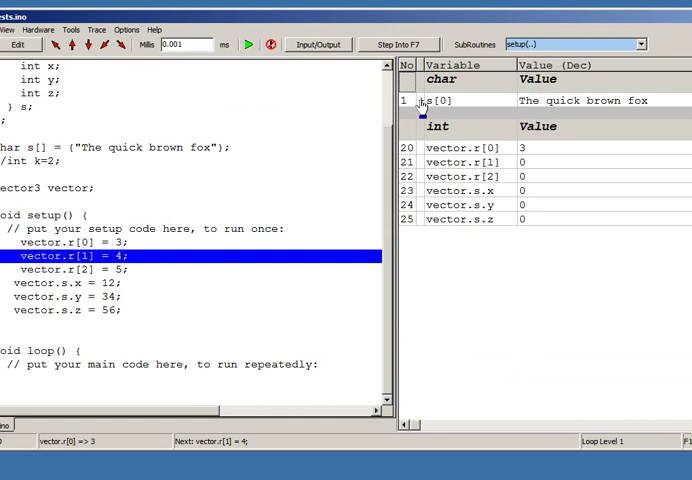 ests.ino
iew Hardware Tools Trace Options Help
Edit Millis 0.001 ms Input/Output Step Into F7 SubRoutines setup(..)
int x;
int y;
int z;
} s;
;
har s[] = {"The quick brown fox"};
/int k=2;
ector3 vector;
oid setup() {
// put your setup code here, to run once:
vector.r[0] = 3;
vector.r[1] = 4;
vector.r[2] = 5;
vector.s.x = 12;
vector.s.y = 34;
vector.s.z = 56;
oid loop() {
// put your main code here, to run repeatedly:
No Variable Value (Dec)
char Value
1 s[0] The quick brown fox
int Value
20 vector.r[0] 3
21 vector.r[1] 0
22 vector.r[2] 0
23 vector.s.x 0
24 vector.s.y 0
25 vector.s.z 0
ino
0 vector.r[0] => 3 Next: vector.r[1] = 4; Loop Level 1 F1